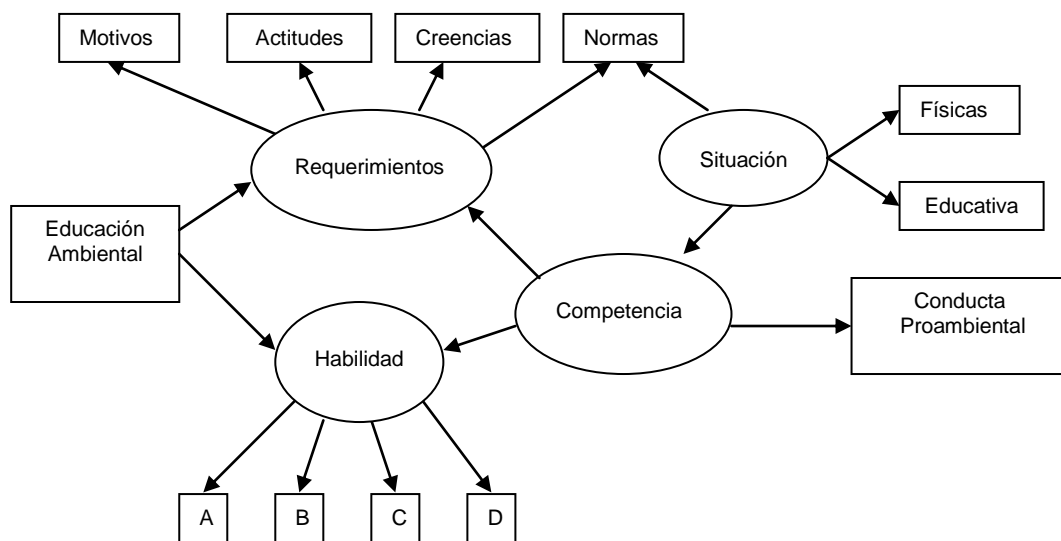 Motivos
Actitudes
Creencias
Normas
Físicas
Situación
Requerimientos
Educativa
Educación
Ambiental
Competencia
Conducta
Proambiental
Habilidad
A
B
C
D